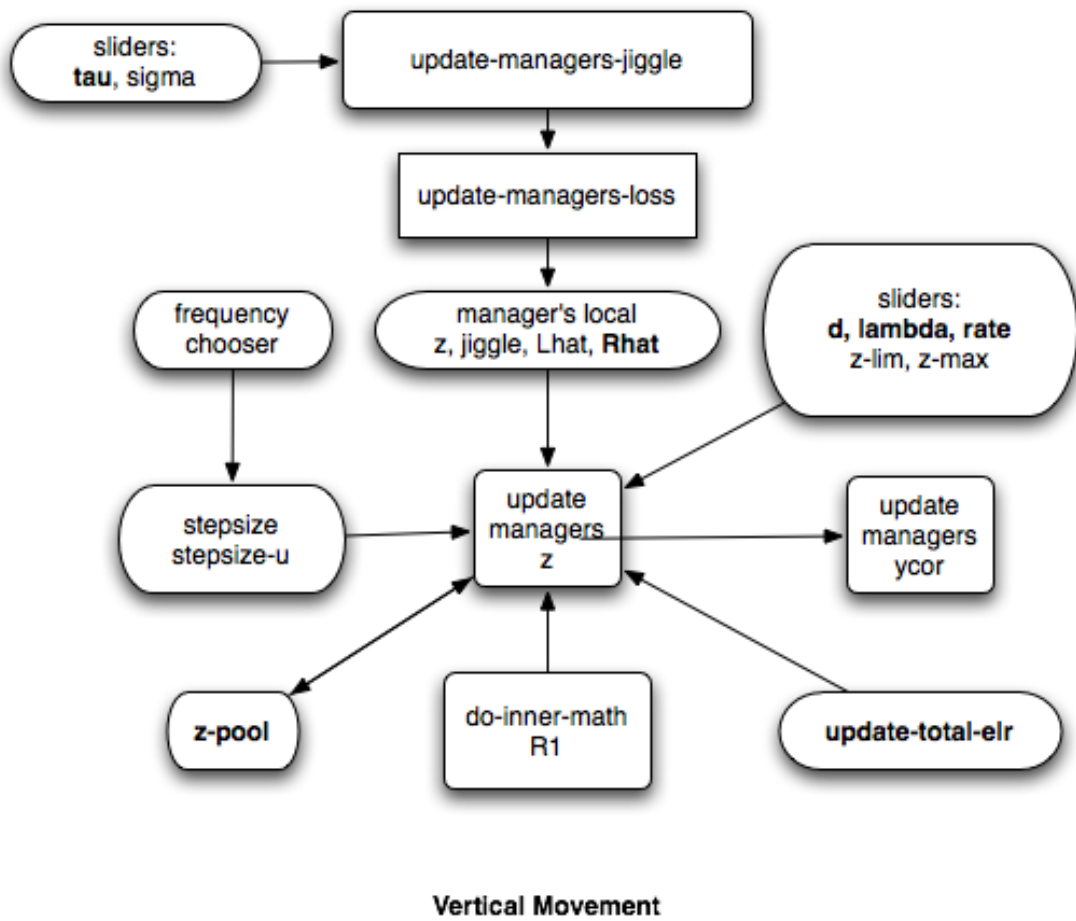 sliders:
tau, sigma
update-managers-jiggle
update-managers-loss
frequency
chooser
manager's local
z, jiggle, Lhat, Rhat
sliders:
d, lambda, rate
z-lim, z-max
stepsize
stepsize-u
update
managers
z
update
managers
ycor
z-pool
do-inner-math
R1
update-total-elr
Vertical Movement